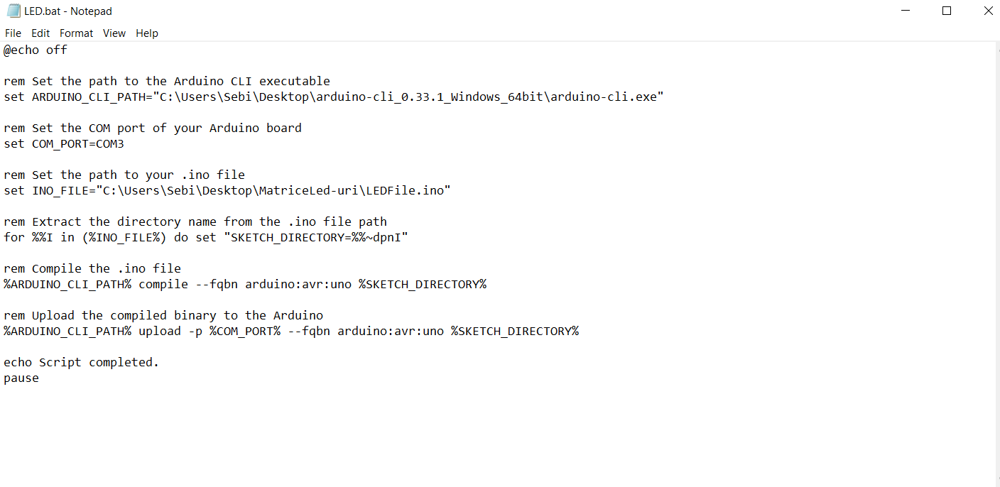 LED.bat - Notepad
File Edit Format View Help
@echo off
rem Set the path to the Arduino CLI executable
set ARDUINO_CLI_PATH="C:\Users\Sebi\Desktop\arduino-cli_0.33.1_Windows_64bit\arduino-cli.exe"
rem Set the COM port of your Arduino board
set COM_PORT=COM3
rem Set the path to your .ino file
set INO_FILE="C:\Users\Sebi\Desktop\MatriceLed-uri\LEDFile.ino"
rem Extract the directory name from the .ino file path
for %%I in (%INO_FILE%) do set "SKETCH_DIRECTORY=%%~dpnI"
rem Compile the .ino file
%ARDUINO_CLI_PATH% compile --fqbn arduino:avr:uno %SKETCH_DIRECTORY%
rem Upload the compiled binary to the Arduino
%ARDUINO_CLI_PATH% upload -p %COM_PORT% --fqbn arduino:avr:uno %SKETCH_DIRECTORY%
echo Script completed.
pause